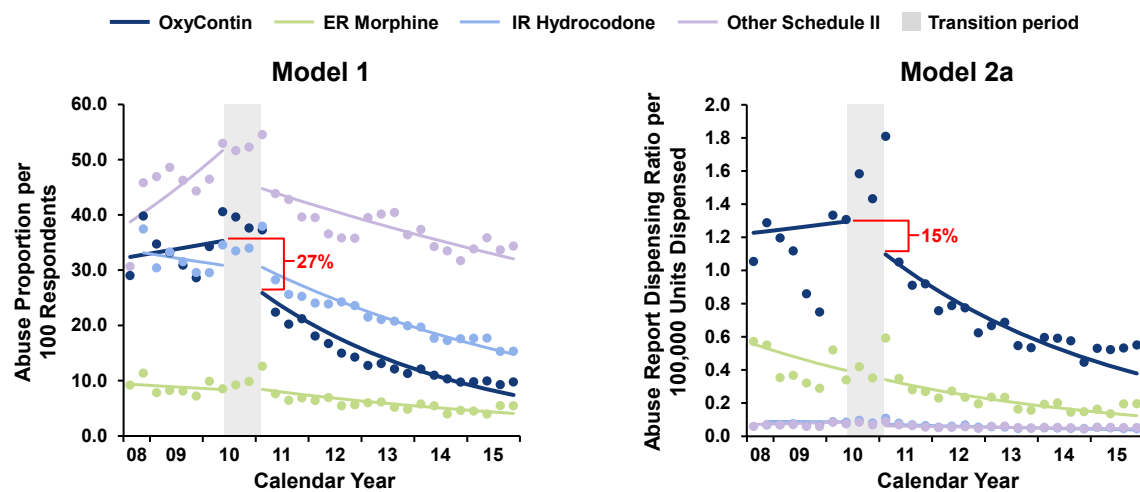 OxyContin ER Morphine IR Hydrocodone Other Schedule II Transition period
Model 1
Abuse Proportion per
100 Respondents
60.0
50.0
40.0
30.0
20.0
10.0
0.0
27%
08 09 10 11 12 13 14 15
Calendar Year
Model 2a
Abuse Report Dispensing Ratio per
100,000 Units Dispensed
2.0
1.8
1.6
1.4
1.2
1.0
0.8
0.6
0.4
0.2
0.0
15%
08 09 10 11 12 13 14 15
Calendar Year